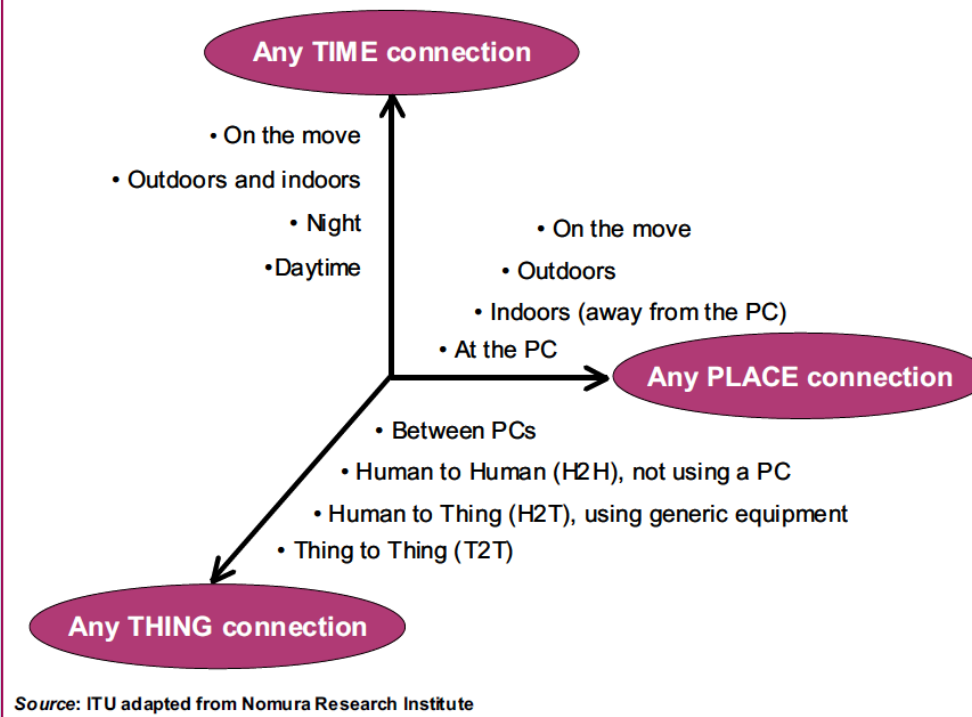 Any TIME connection
• On the move
• Outdoors and indoors
• Night
•Daytime
• On the move
• Outdoors
• Indoors (away from the PC)
• At the PC
Any PLACE connection
• Between PCs
• Human to Human (H2H), not using a PC
• Human to Thing (H2T), using generic equipment
• Thing to Thing (T2T)
Any THING connection
Source: ITU adapted from Nomura Research Institute